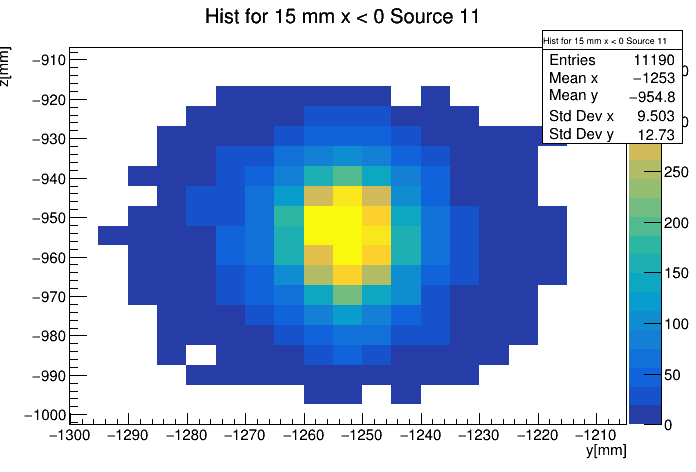 Hist for 15 mm x < 0 Source 11
z[mm]
Hist for 15 mm x < 0 Source 11
Entries 11190
Mean x −1253
Mean y −954.8
Std Dev x 9.503
Std Dev y 12.73
−910
−920
−930
−940
−950
−960
−970
−980
−990
−1000
−1300 −1290 −1280 −1270 −1260 −1250 −1240 −1230 −1220 −1210
y[mm]
250
200
150
100
50
0